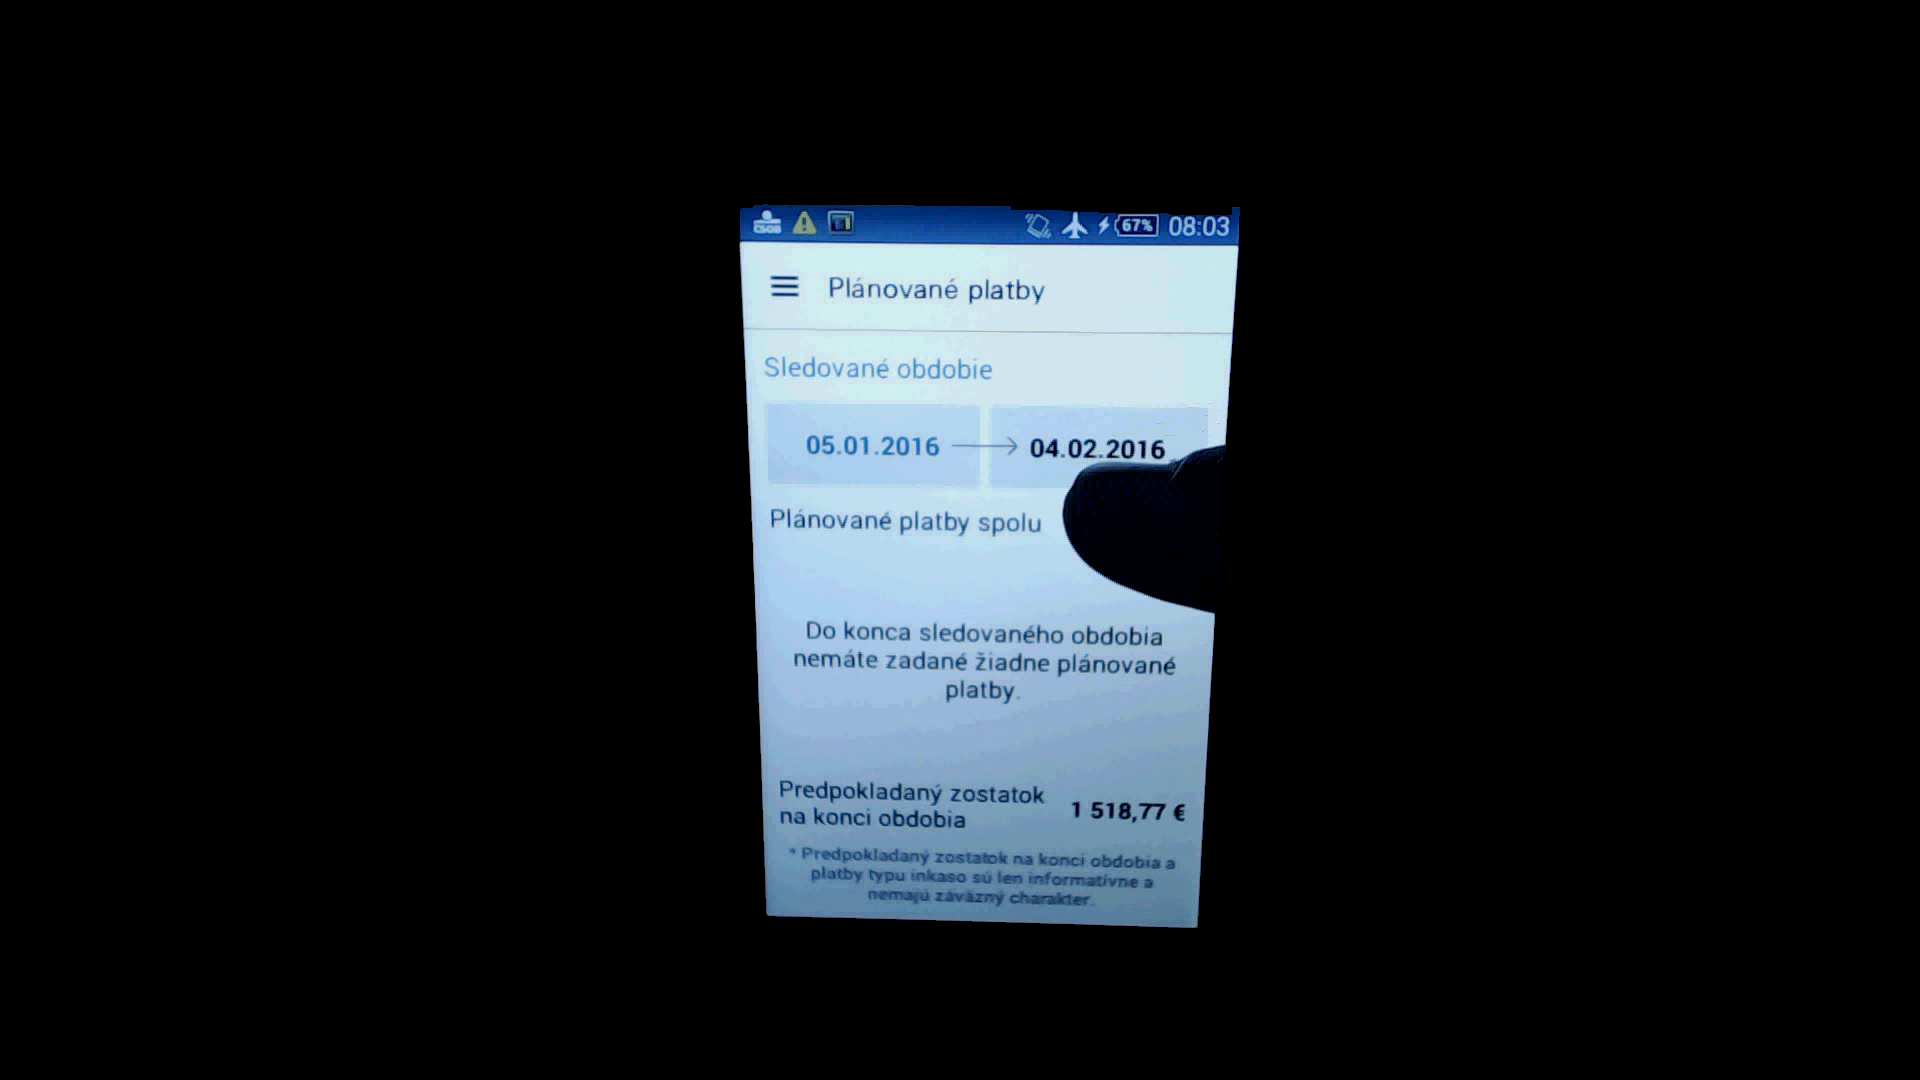 ČSOB 67% 08:03
Plánované platby
Sledované obdobie
05.01.2016 → 04.02.2016
Plánované platby spolu
Do konca sledovaného obdobia
nemáte zadané žiadne plánované
platby.
Predpokladaný zostatok
na konci obdobia
1 518,77 €
* Predpokladaný zostatok na konci obdobia a
platby typu inkaso sú len informatívne a
nemajú záväzný charakter.